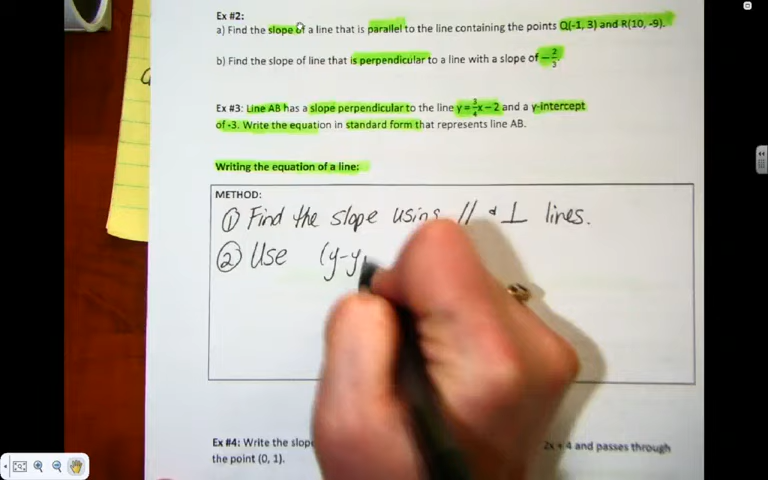 Ex #2:
a) Find the slope of a line that is parallel to the line containing the points Q(-1, 3) and R(10, -9).
b) Find the slope of line that is perpendicular to a line with a slope of -2/3.
Ex #3: Line AB has a slope perpendicular to the line y = 3/4x - 2 and a y-intercept
of -3. Write the equation in standard form that represents line AB.
Writing the equation of a line:
METHOD:
① Find the slope using // & ⊥ lines.
② Use (y-y
Ex #4: Write the slop 2x + 4 and passes through
the point (0, 1).